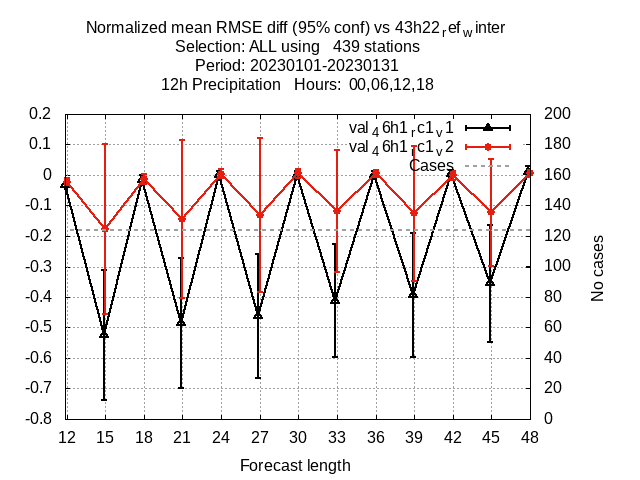 Normalized mean RMSE diff (95% conf) vs 43h22ref winter
Selection: ALL using 439 stations
Period: 20230101-20230131
12h Precipitation Hours: 00,06,12,18
val46h1rc1v1
val46h1rc1v2
Cases
0.2
0.1
0
-0.1
-0.2
-0.3
-0.4
-0.5
-0.6
-0.7
-0.8
200
180
160
140
120
100
80
60
40
20
0
No cases
12 15 18 21 24 27 30 33 36 39 42 45 48
Forecast length